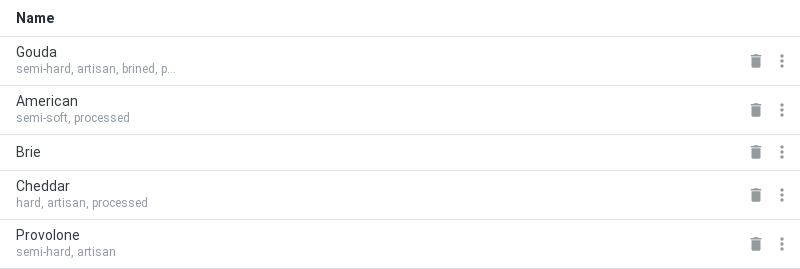 Name
Gouda
semi-hard, artisan, brined, p...
American
semi-soft, processed
Brie
Cheddar
hard, artisan, processed
Provolone
semi-hard, artisan